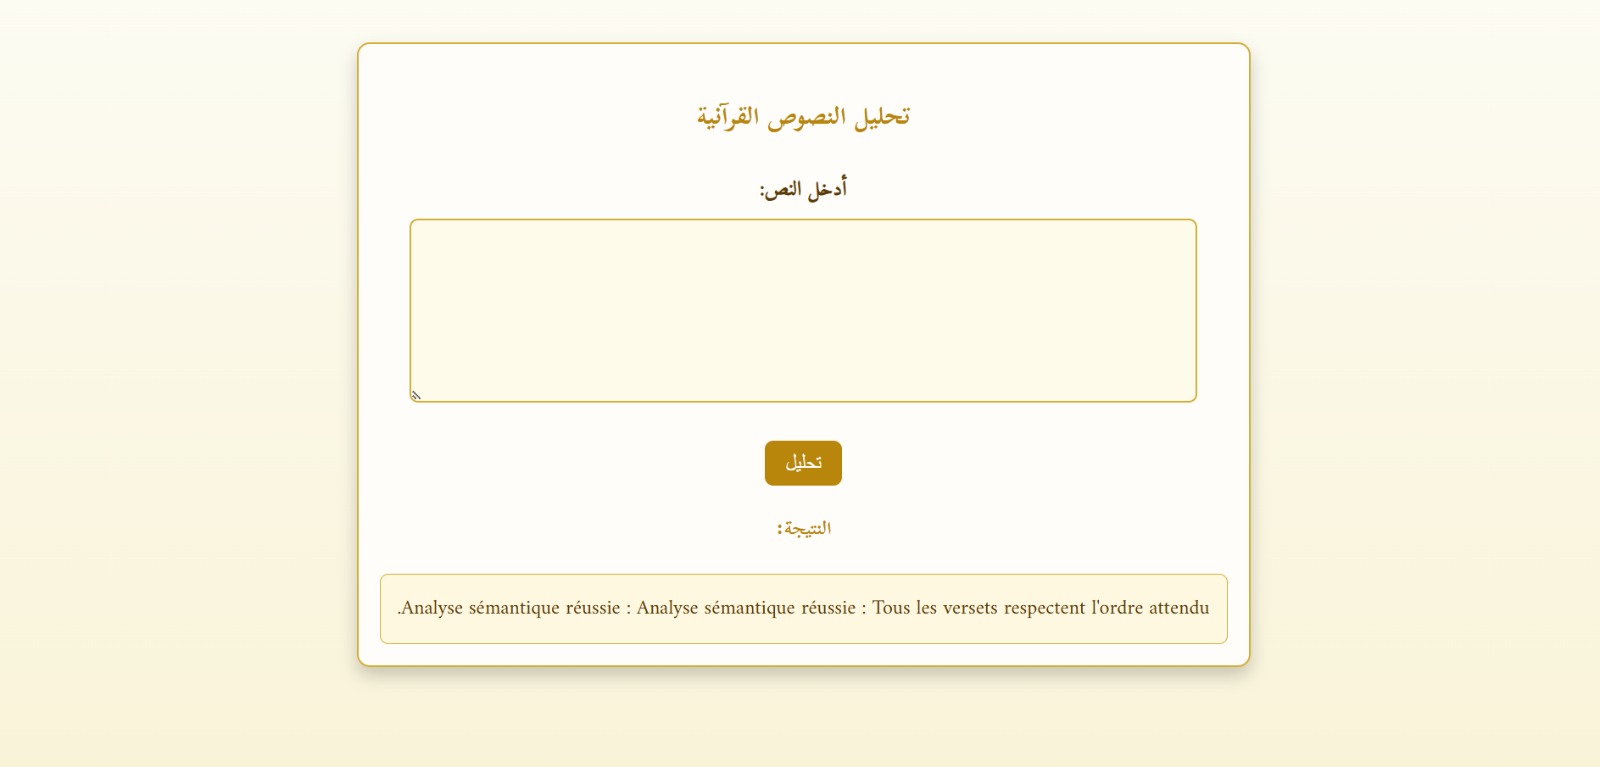 تحليل النصوص القرآنية
أدخل النص:
تحليل
النتيجة:
Analyse sémantique réussie : Analyse sémantique réussie : Tous les versets respectent l'ordre attendu.